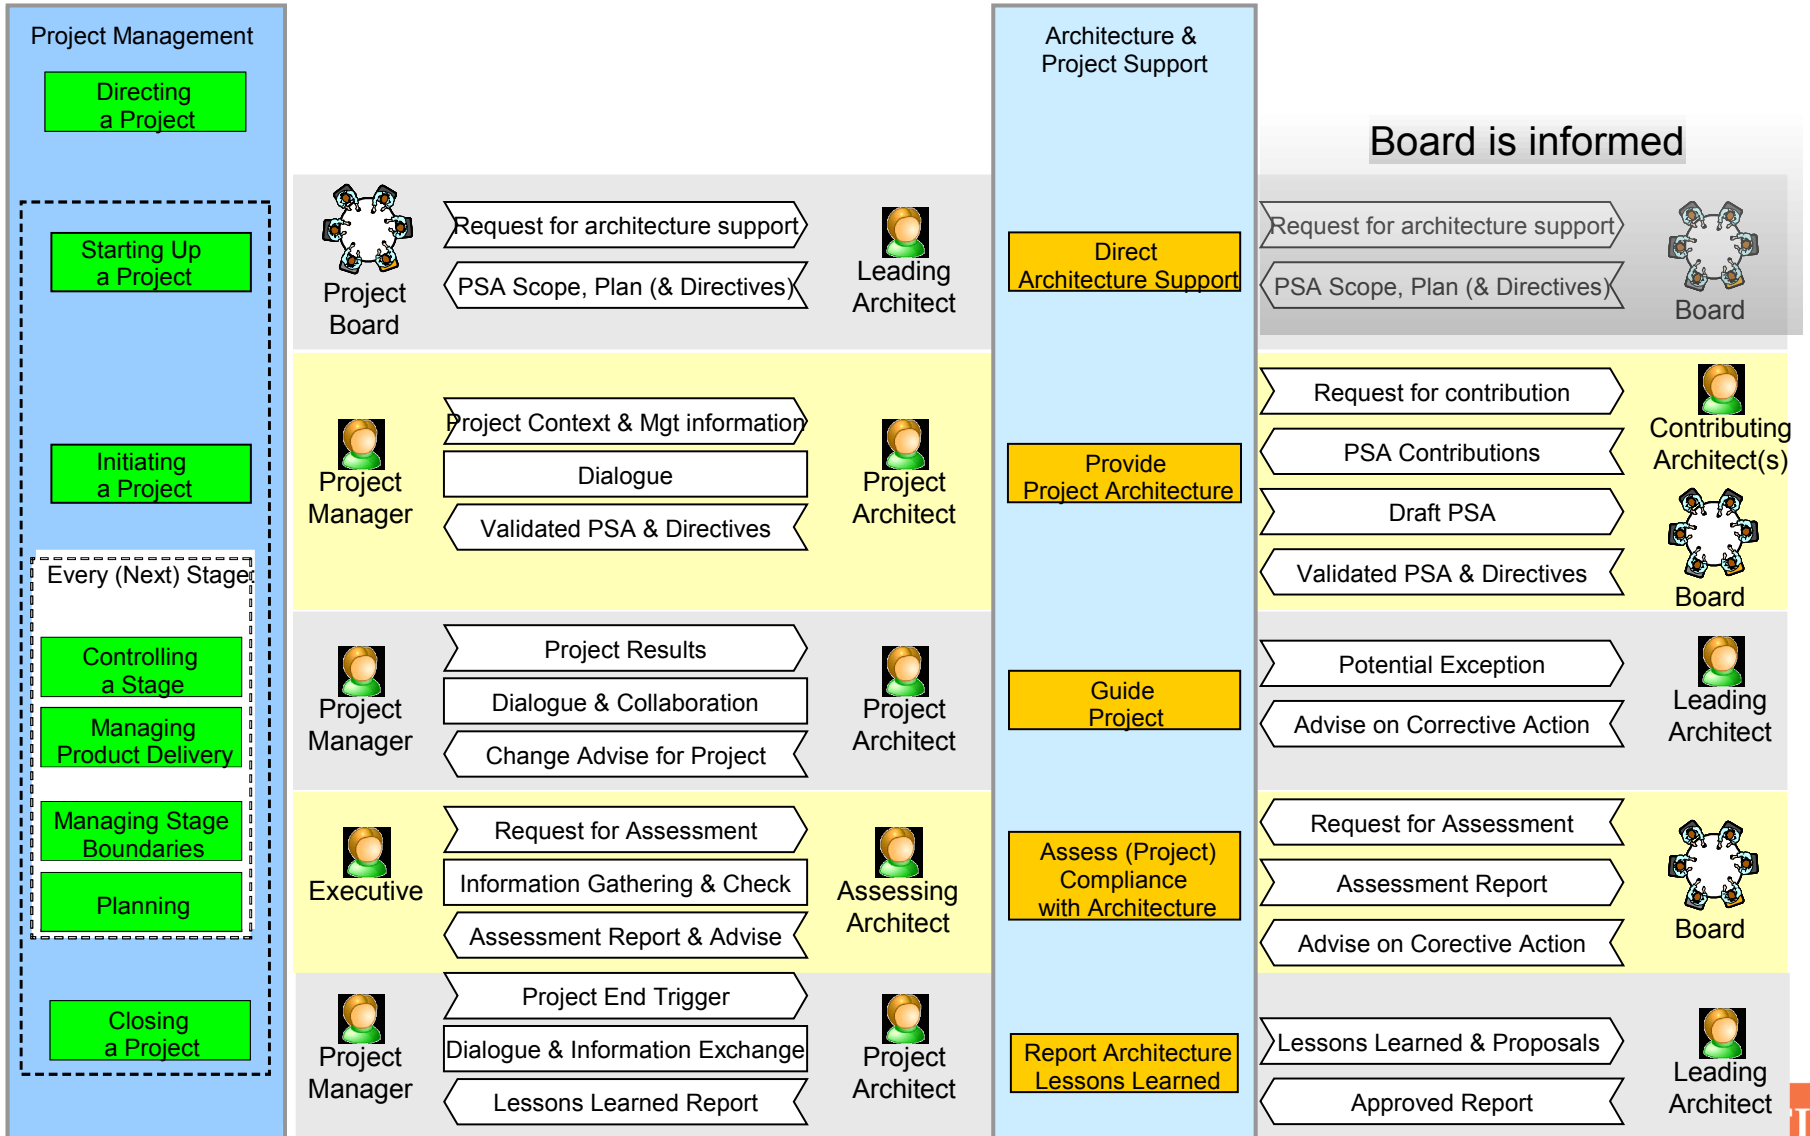 Project Management
Directing
a Project
Starting Up
a Project
Initiating
a Project
Every (Next) Stage:
Controlling
a Stage
Managing
Product Delivery
Managing Stage
Boundaries
Planning
Closing
a Project
Project
Board
Request for architecture support
PSA Scope, Plan (& Directives)
Leading
Architect
Project
Manager
Project Context & Mgt information
Dialogue
Validated PSA & Directives
Project
Architect
Project
Manager
Project Results
Dialogue & Collaboration
Change Advise for Project
Project
Architect
Executive
Request for Assessment
Information Gathering & Check
Assessment Report & Advise
Assessing
Architect
Project
Manager
Project End Trigger
Dialogue & Information Exchange
Lessons Learned Report
Project
Architect
Architecture &
Project Support
Direct
Architecture Support
Provide
Project Architecture
Guide
Project
Assess (Project)
Compliance
with Architecture
Report Architecture
Lessons Learned
Board is informed
Request for architecture support
PSA Scope, Plan (& Directives)
Board
Request for contribution
PSA Contributions
Contributing
Architect(s)
Draft PSA
Validated PSA & Directives
Board
Potential Exception
Advise on Corrective Action
Leading
Architect
Request for Assessment
Assessment Report
Advise on Corective Action
Board
Lessons Learned & Proposals
Approved Report
Leading
Architect